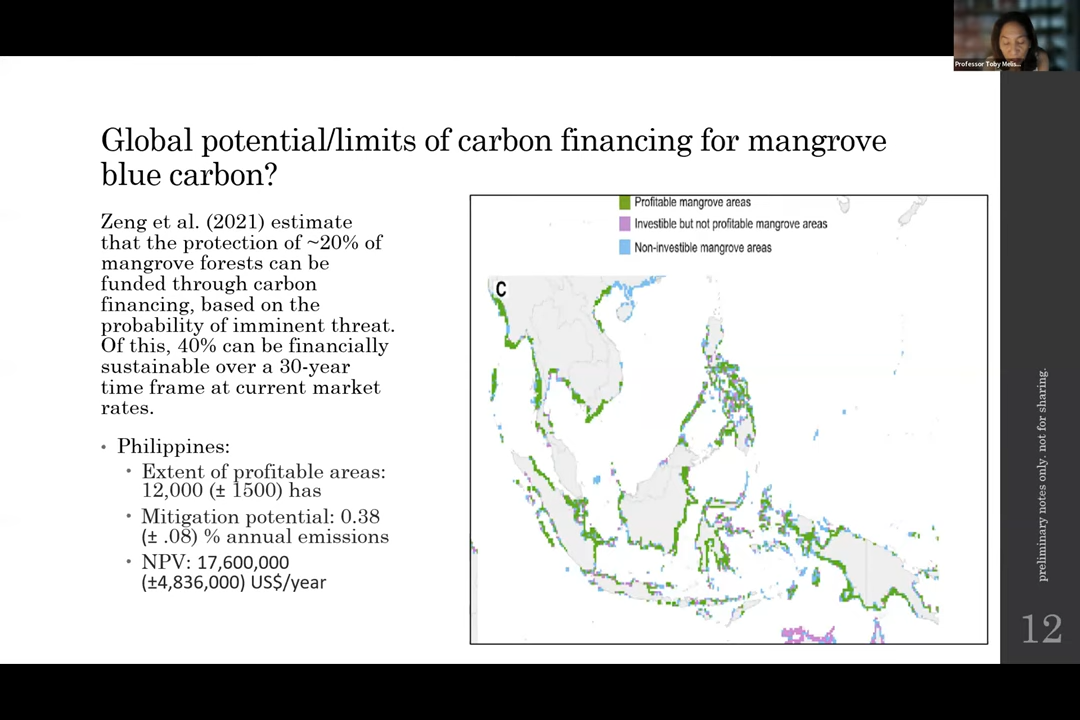 Professor Toby Melis...
Global potential/limits of carbon financing for mangrove
blue carbon?
Zeng et al. (2021) estimate
that the protection of ~20% of
mangrove forests can be
funded through carbon
financing, based on the
probability of imminent threat.
Of this, 40% can be financially
sustainable over a 30-year
time frame at current market
rates.
• Philippines:
• Extent of profitable areas:
12,000 (± 1500) has
• Mitigation potential: 0.38
(± .08) % annual emissions
• NPV: 17,600,000
(±4,836,000) US$/year
Profitable mangrove areas
Investible but not profitable mangrove areas
Non-investible mangrove areas
C
preliminary notes only. not for sharing.
12